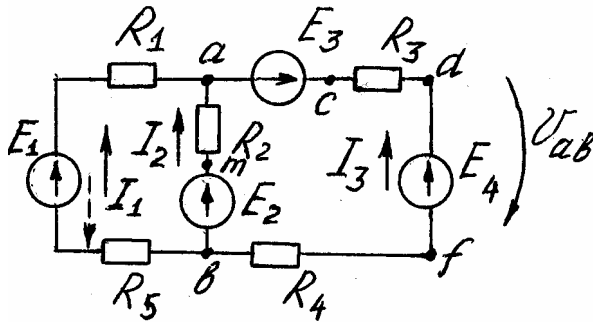 R1 a E3 R3 d
c
E1 I1 I2 R2 I3 E4 Uab
m
E2
R5 b R4 f